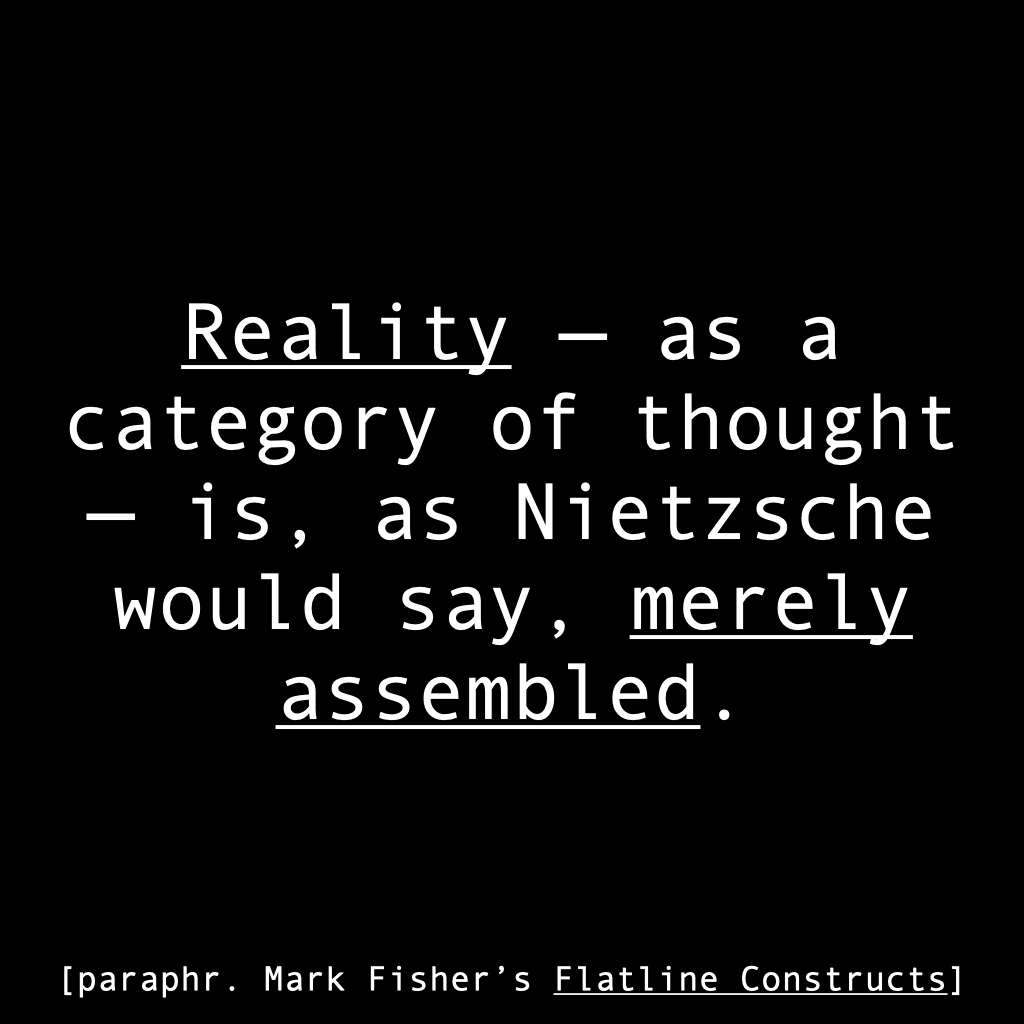 Reality — as a
category of thought
— is, as Nietzsche
would say, merely
assembled.
[paraphr. Mark Fisher’s Flatline Constructs]